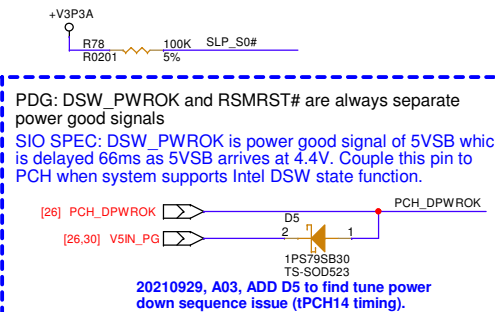 +V3P3A
R78 100K SLP_S0#
R0201 5%
PDG: DSW_PWROK and RSMRST# are always separate
power good signals
SIO SPEC: DSW_PWROK is power good signal of 5VSB whic
is delayed 66ms as 5VSB arrives at 4.4V. Couple this pin to
PCH when system supports Intel DSW state function.
[26] PCH_DPWROK PCH_DPWROK
D5
[26,30] V5IN_PG 2 1
1PS79SB30
TS-SOD523
20210929, A03, ADD D5 to find tune power
down sequence issue (tPCH14 timing).